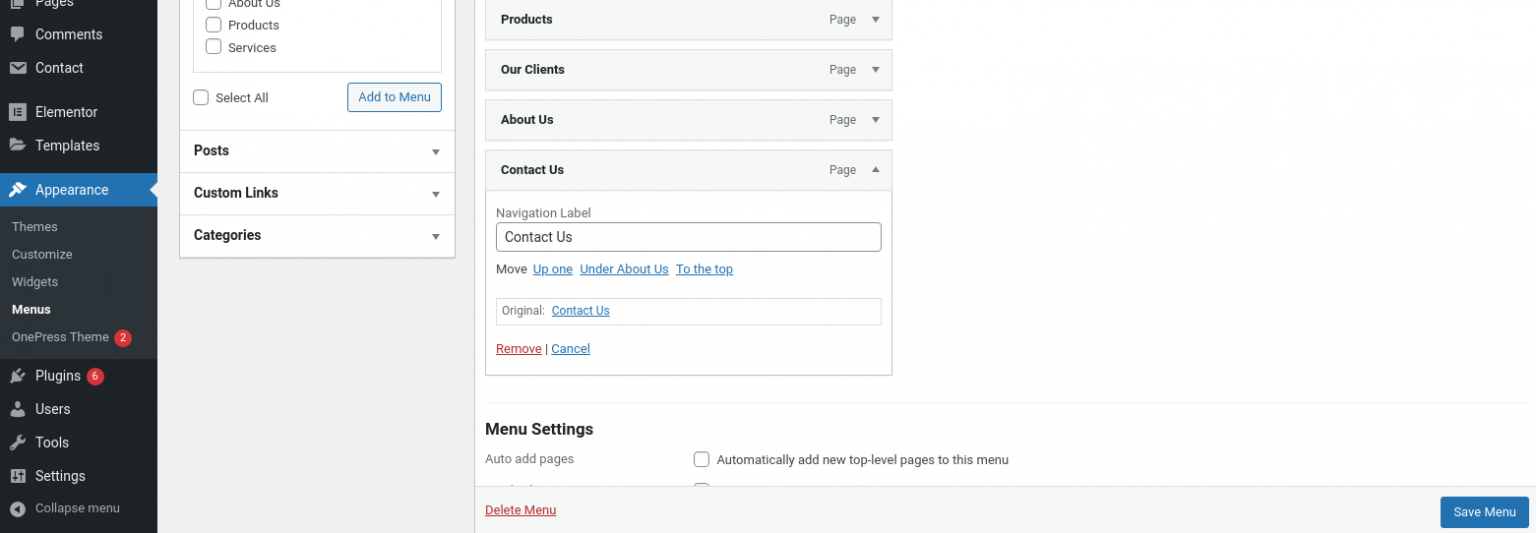 Pages
Comments
Contact
Elementor
Templates
Appearance
Themes
Customize
Widgets
Menus
OnePress Theme 2
Plugins 6
Users
Tools
Settings
Collapse menu
About Us
Products
Services
Select All Add to Menu
Posts
Custom Links
Categories
Products Page
Our Clients Page
About Us Page
Contact Us Page
Navigation Label
Contact Us
Move Up one Under About Us To the top
Original: Contact Us
Remove | Cancel
Menu Settings
Auto add pages Automatically add new top-level pages to this menu
Delete Menu Save Menu